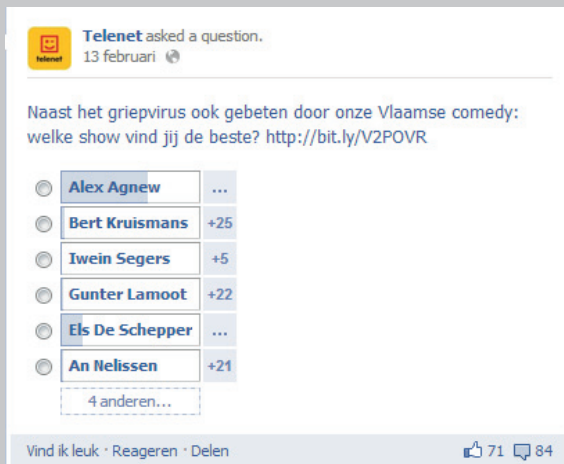 Telenet asked a question.
telenet
13 februari
Naast het griepvirus ook gebeten door onze Vlaamse comedy:
welke show vind jij de beste? http://bit.ly/V2POVR
Alex Agnew ...
Bert Kruismans +25
Iwein Segers +5
Gunter Lamoot +22
Els De Schepper ...
An Nelissen +21
4 anderen...
Vind ik leuk · Reageren · Delen 71 84